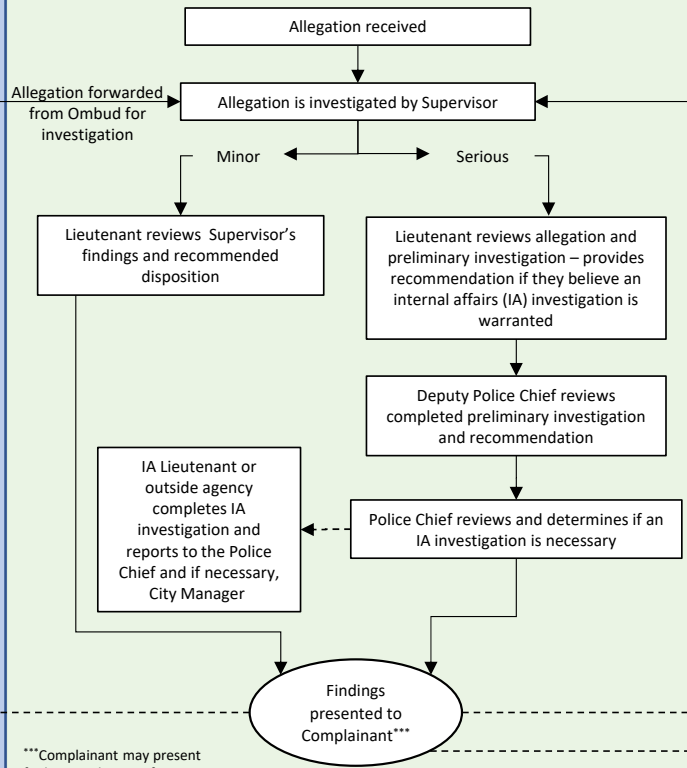 Allegation received
Allegation forwarded
from Ombud for
investigation
Allegation is investigated by Supervisor
Minor
Serious
Lieutenant reviews Supervisor's
findings and recommended
disposition
Lieutenant reviews allegation and
preliminary investigation – provides
recommendation if they believe an
internal affairs (IA) investigation is
warranted
Deputy Police Chief reviews
completed preliminary investigation
and recommendation
IA Lieutenant or
outside agency
completes IA
investigation and
reports to the Police
Chief and if necessary,
City Manager
Police Chief reviews and determines if an
IA investigation is necessary
Findings
presented to
Complainant***
***Complainant may present